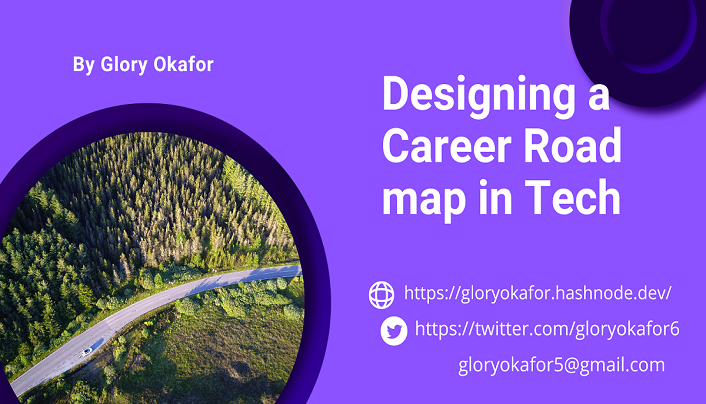 By Glory Okafor
Designing a
Career Road
map in Tech
https://gloryokafor.hashnode.dev/
https://twitter.com/gloryokafor6
gloryokafor5@gmail.com